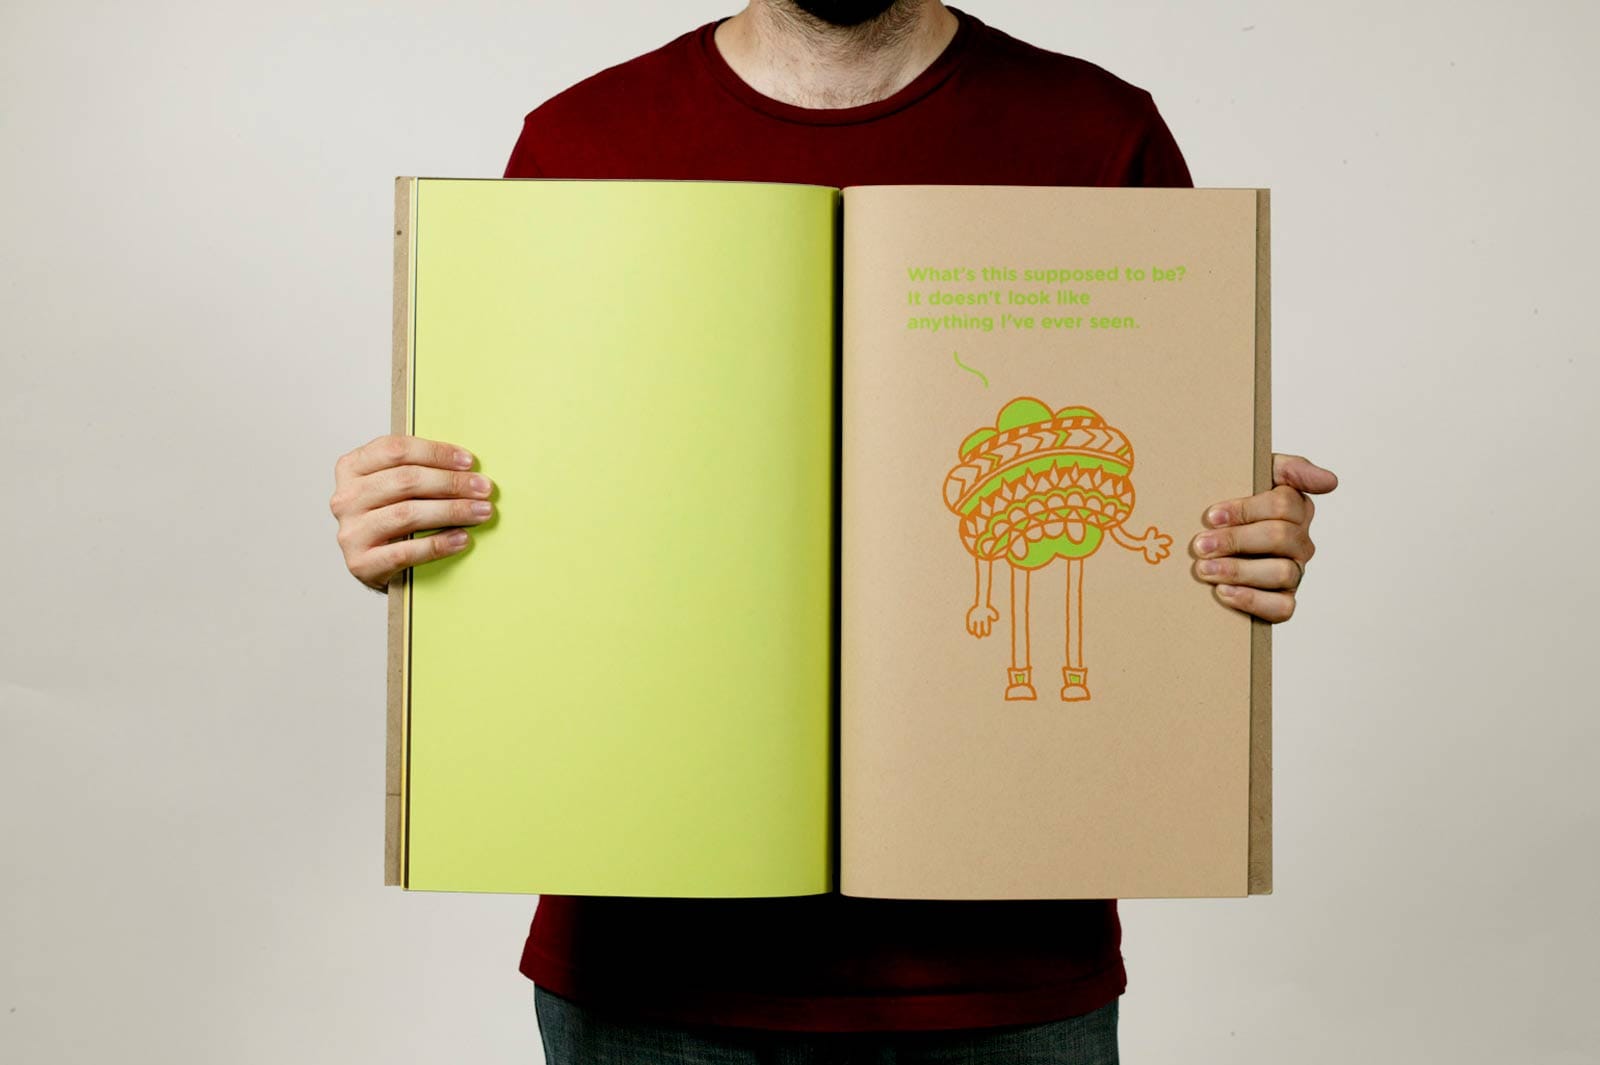 What's this supposed to be?
It doesn't look like
anything I've ever seen.